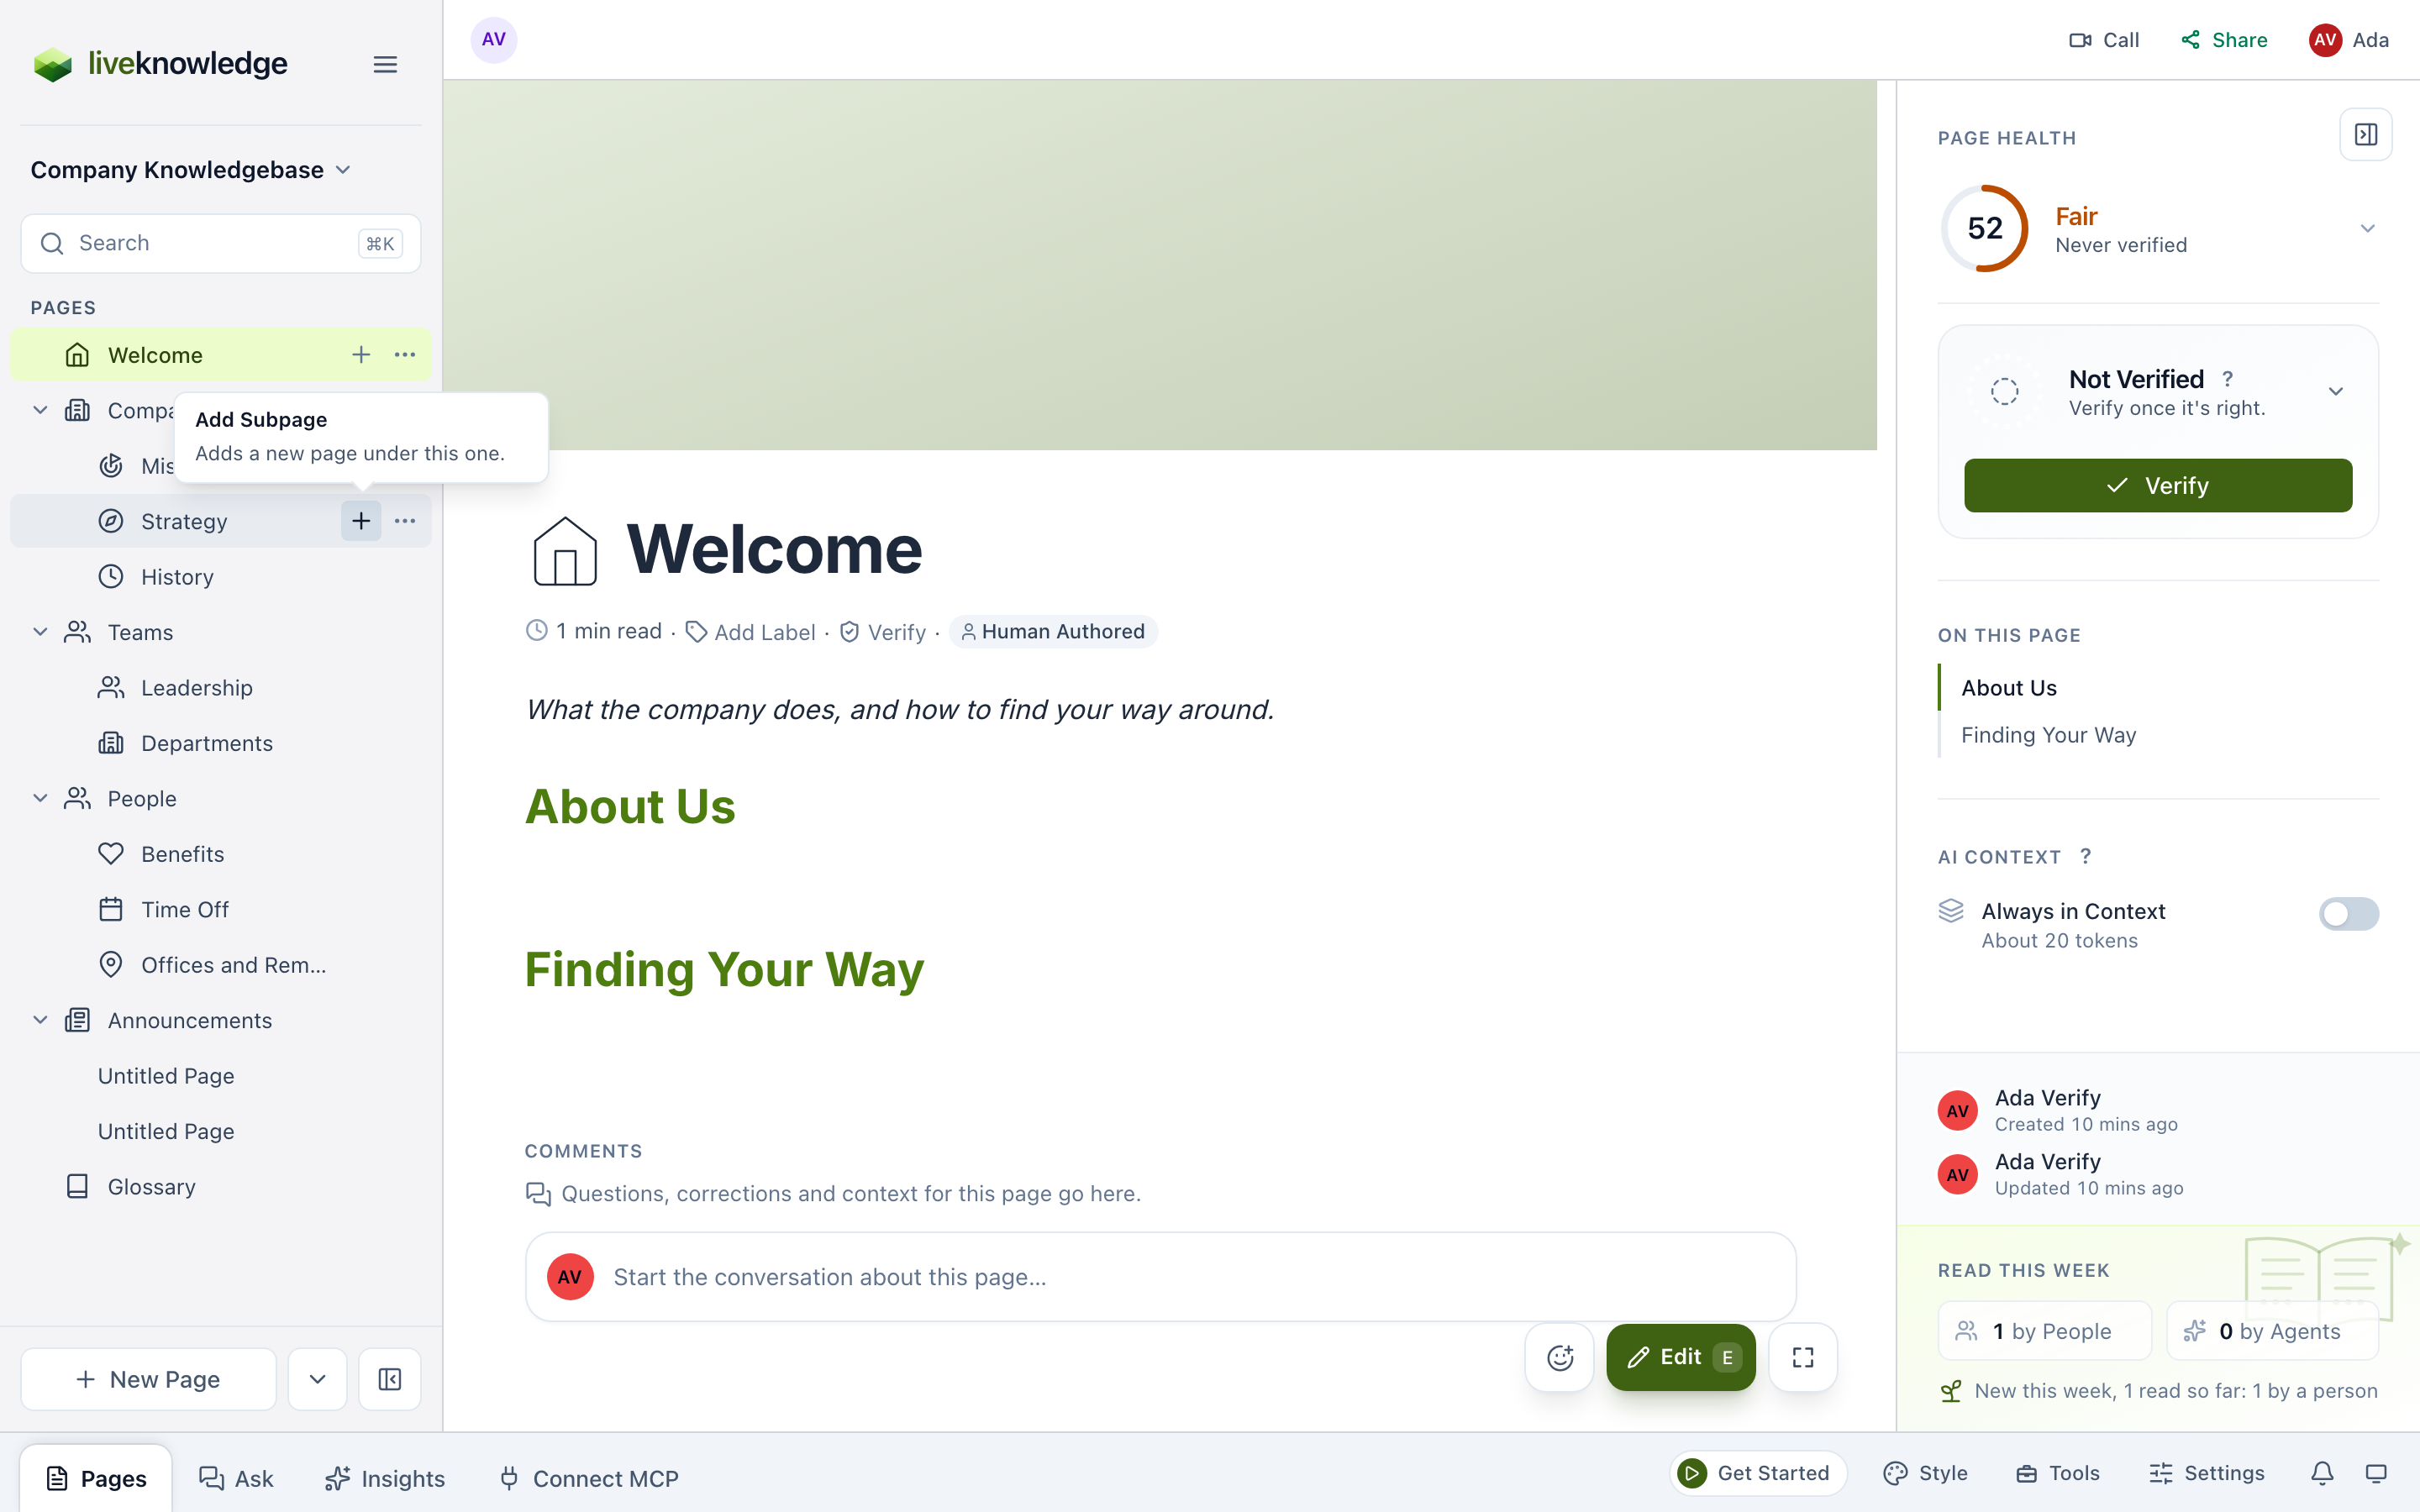 liveknowledge
Company Knowledgebase
Search ⌘K
PAGES
Welcome
Compa
Add Subpage
Adds a new page under this one.
Mis
Strategy
History
Teams
Leadership
Departments
People
Benefits
Time Off
Offices and Rem...
Announcements
Untitled Page
Untitled Page
Glossary
New Page
AV
Call
Share
AV Ada
Welcome
1 min read · Add Label · Verify · Human Authored
What the company does, and how to find your way around.
About Us
Finding Your Way
COMMENTS
Questions, corrections and context for this page go here.
AV Start the conversation about this page...
Edit E
PAGE HEALTH
52
Fair
Never verified
Not Verified ?
Verify once it's right.
Verify
ON THIS PAGE
About Us
Finding Your Way
AI CONTEXT ?
Always in Context
About 20 tokens
AV Ada Verify
Created 10 mins ago
AV Ada Verify
Updated 10 mins ago
READ THIS WEEK
1 by People
0 by Agents
New this week, 1 read so far: 1 by a person
Pages
Ask
Insights
Connect MCP
Get Started
Style
Tools
Settings